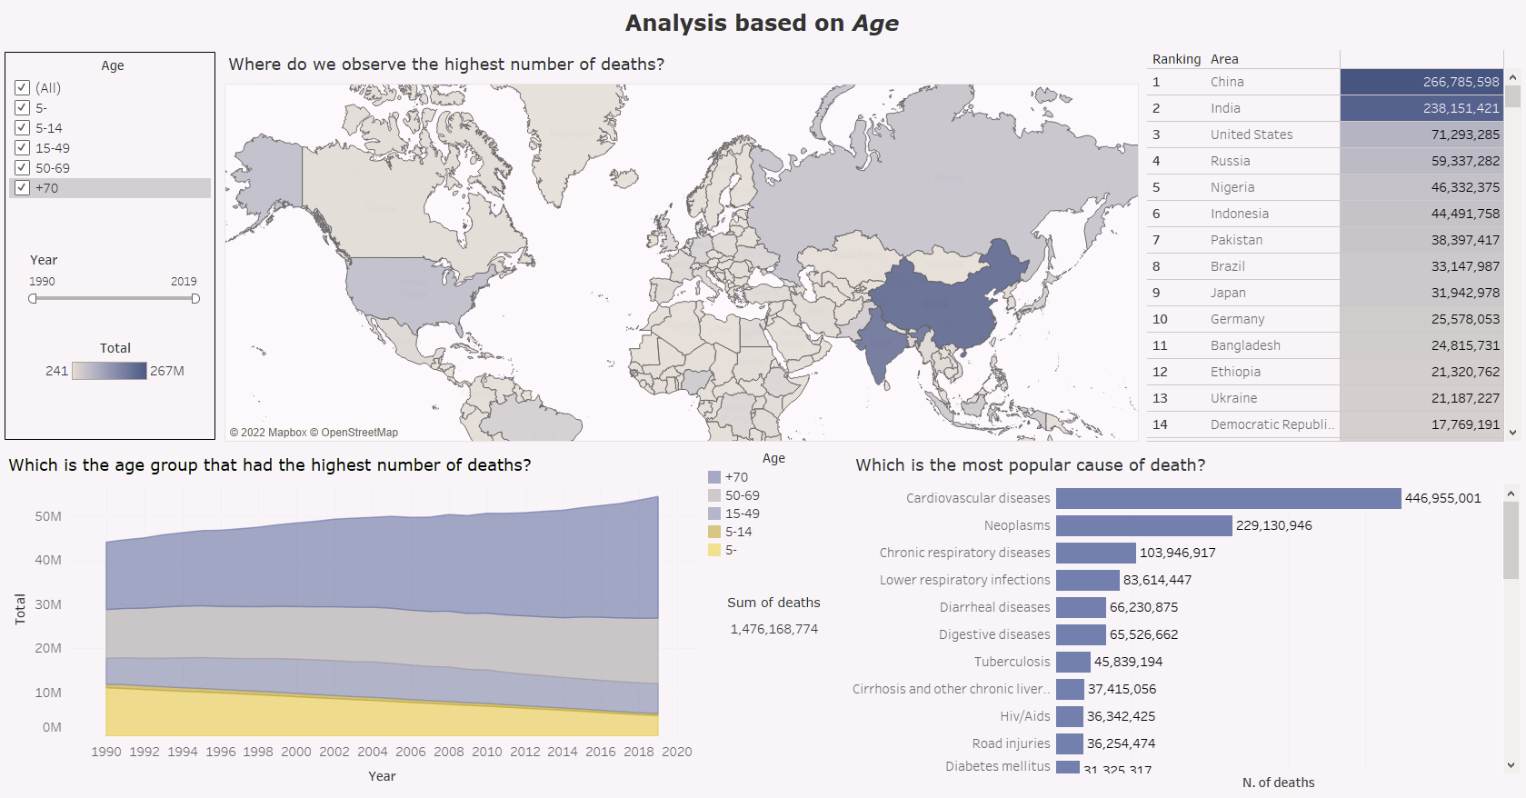 Analysis based on Age
Age
(All)
5-
5-14
15-49
50-69
+70
Year
1990 2019
Total
241 267M
Where do we observe the highest number of deaths?
© 2022 Mapbox © OpenStreetMap
Ranking Area
1 China 266,785,598
2 India 238,151,421
3 United States 71,293,285
4 Russia 59,337,282
5 Nigeria 46,332,375
6 Indonesia 44,491,758
7 Pakistan 38,397,417
8 Brazil 33,147,987
9 Japan 31,942,978
10 Germany 25,578,053
11 Bangladesh 24,815,731
12 Ethiopia 21,320,762
13 Ukraine 21,187,227
14 Democratic Republi.. 17,769,191
Which is the age group that had the highest number of deaths?
Total
50M
40M
30M
20M
10M
0M
1990 1992 1994 1996 1998 2000 2002 2004 2006 2008 2010 2012 2014 2016 2018 2020
Year
Age
+70
50-69
15-49
5-14
5-
Sum of deaths
1,476,168,774
Which is the most popular cause of death?
Cardiovascular diseases 446,955,001
Neoplasms 229,130,946
Chronic respiratory diseases 103,946,917
Lower respiratory infections 83,614,447
Diarrheal diseases 66,230,875
Digestive diseases 65,526,662
Tuberculosis 45,839,194
Cirrhosis and other chronic liver.. 37,415,056
Hiv/Aids 36,342,425
Road injuries 36,254,474
Diabetes mellitus 31,325,317
N. of deaths